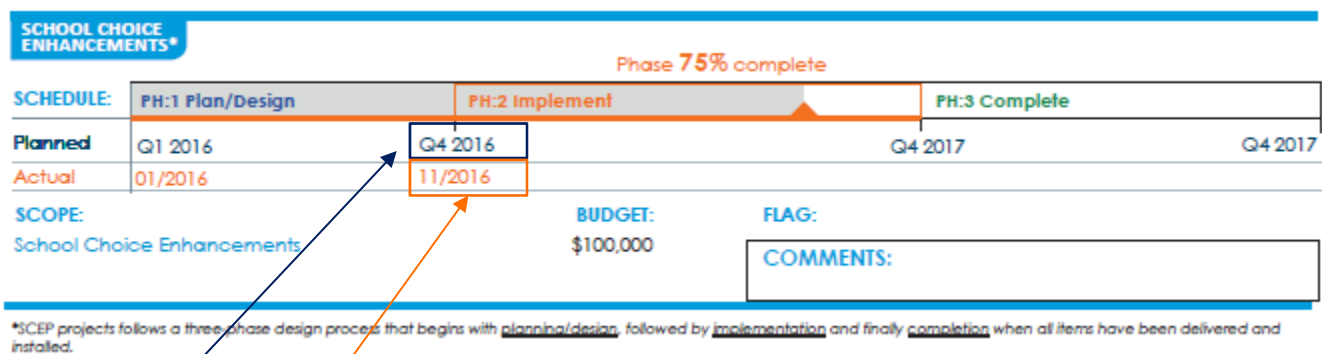 SCHOOL CHOICE
ENHANCEMENTS*
Phase 75% complete
SCHEDULE: PH:1 Plan/Design PH:2 Implement PH:3 Complete
Planned Q1 2016 Q4 2016 Q4 2017 Q4 2017
Actual 01/2016 11/2016
SCOPE: BUDGET: FLAG:
School Choice Enhancements $100,000 COMMENTS:
*SCEP projects follows a three-phase design process that begins with planning/design, followed by implementation and finally completion when all items have been delivered and
installed.